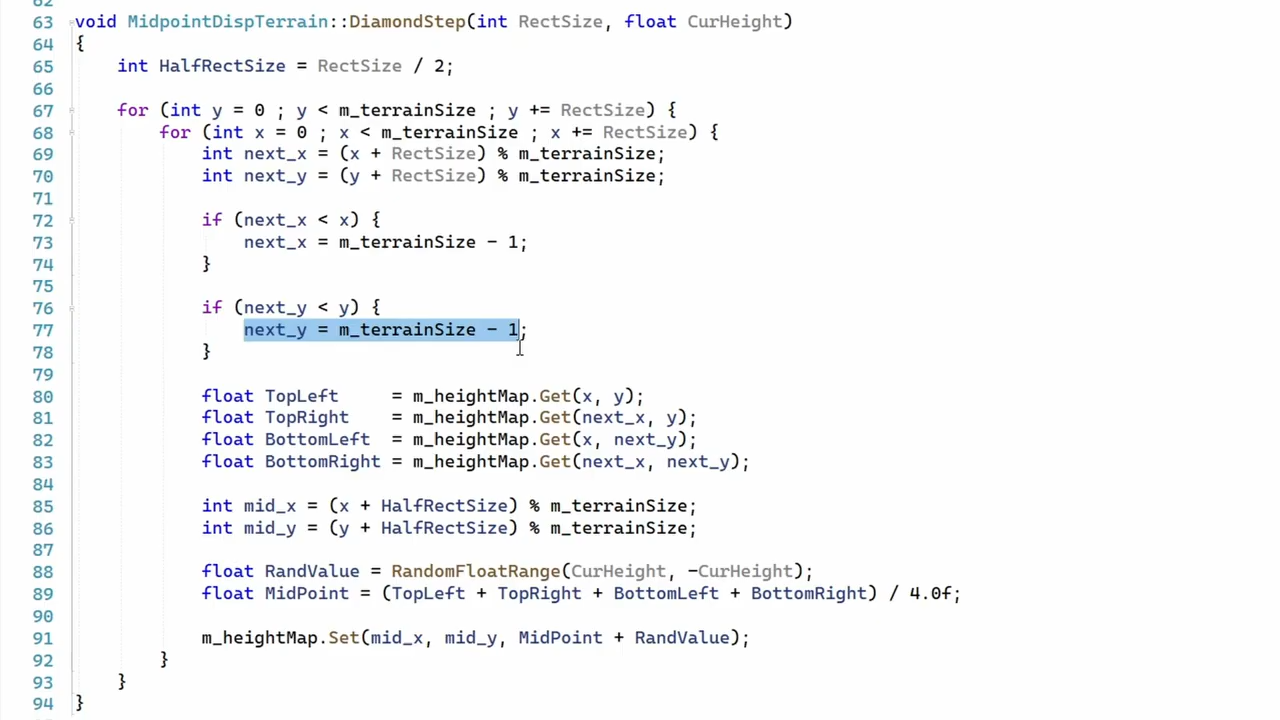 63 void MidpointDispTerrain::DiamondStep(int RectSize, float CurHeight)
64 {
65     int HalfRectSize = RectSize / 2;
66
67     for (int y = 0 ; y < m_terrainSize ; y += RectSize) {
68         for (int x = 0 ; x < m_terrainSize ; x += RectSize) {
69             int next_x = (x + RectSize) % m_terrainSize;
70             int next_y = (y + RectSize) % m_terrainSize;
71
72             if (next_x < x) {
73                 next_x = m_terrainSize - 1;
74             }
75
76             if (next_y < y) {
77                 next_y = m_terrainSize - 1;
78             }
79
80             float TopLeft     = m_heightMap.Get(x, y);
81             float TopRight    = m_heightMap.Get(next_x, y);
82             float BottomLeft  = m_heightMap.Get(x, next_y);
83             float BottomRight = m_heightMap.Get(next_x, next_y);
84
85             int mid_x = (x + HalfRectSize) % m_terrainSize;
86             int mid_y = (y + HalfRectSize) % m_terrainSize;
87
88             float RandValue = RandomFloatRange(CurHeight, -CurHeight);
89             float MidPoint = (TopLeft + TopRight + BottomLeft + BottomRight) / 4.0f;
90
91             m_heightMap.Set(mid_x, mid_y, MidPoint + RandValue);
92         }
93     }
94 }